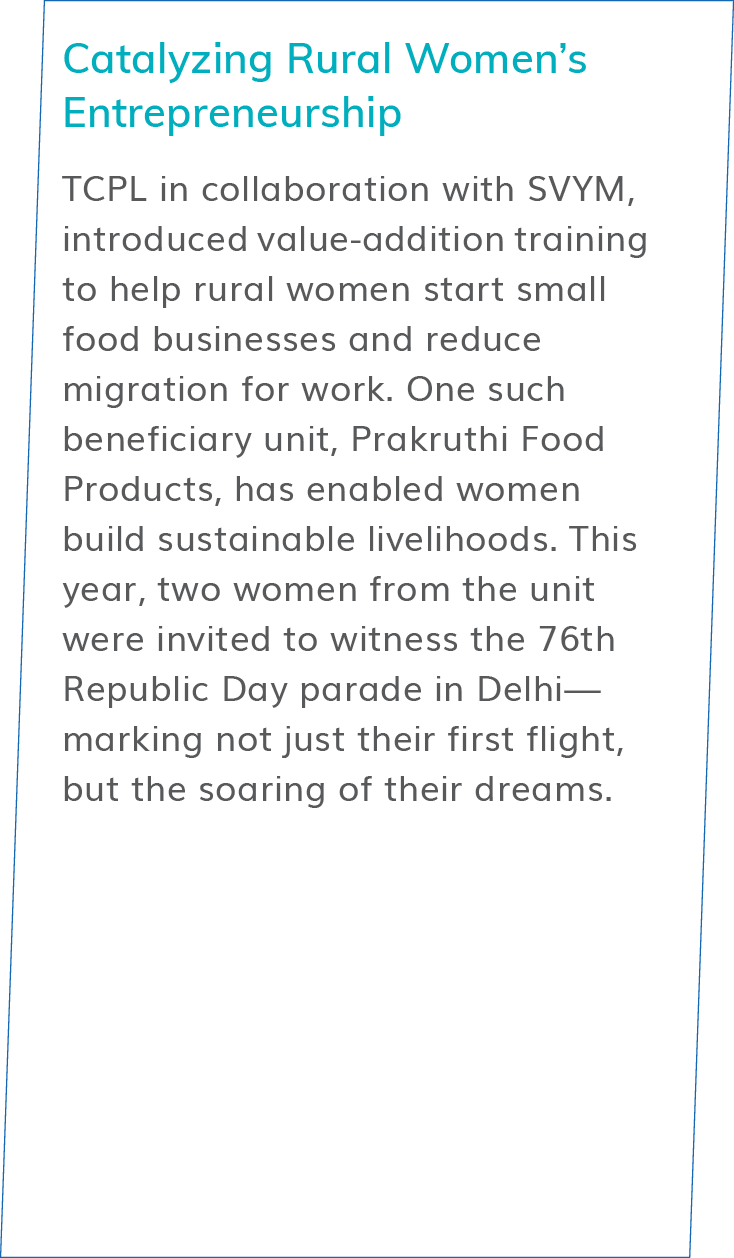 Catalyzing Rural Women’s
Entrepreneurship
TCPL in collaboration with SVYM,
introduced value-addition training
to help rural women start small
food businesses and reduce
migration for work. One such
beneficiary unit, Prakruthi Food
Products, has enabled women
build sustainable livelihoods. This
year, two women from the unit
were invited to witness the 76th
Republic Day parade in Delhi—
marking not just their first flight,
but the soaring of their dreams.